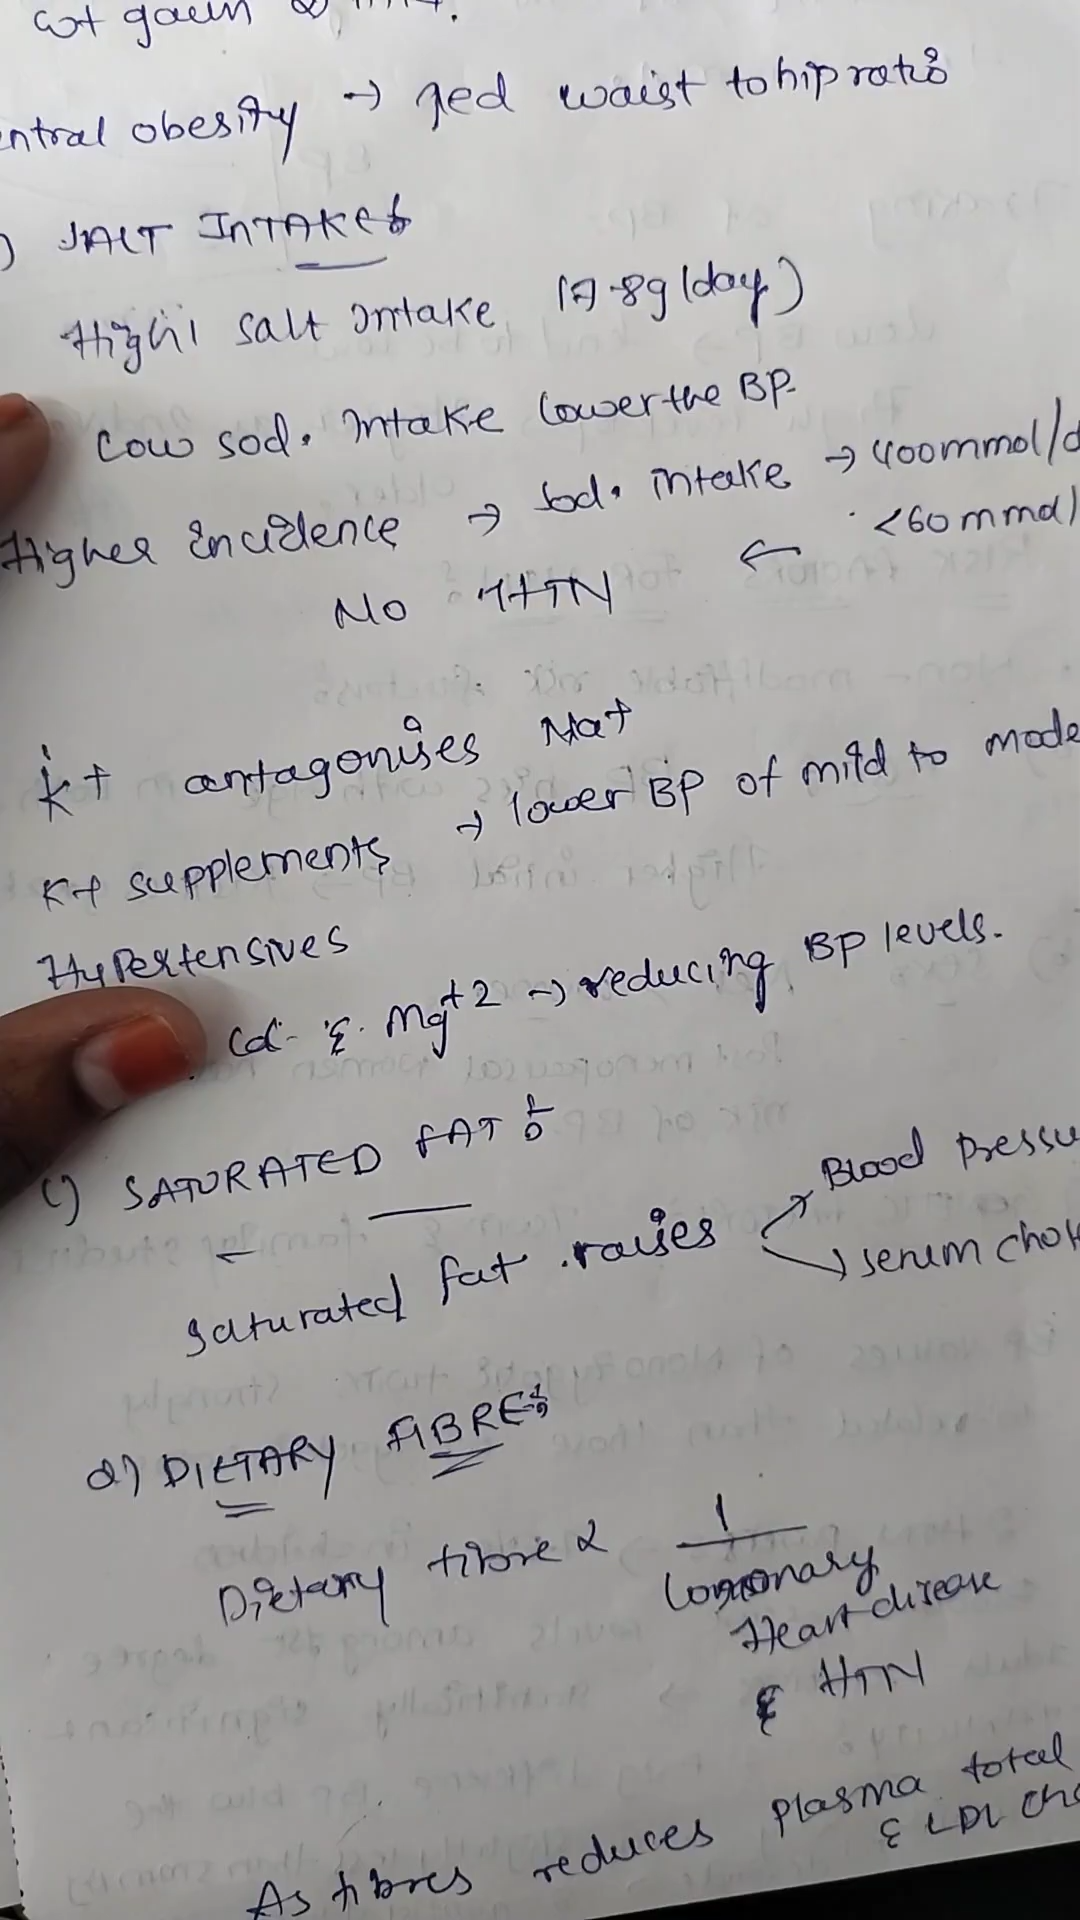 wt gain
entral obesity → ↑ed waist to hip ratio
) SALT INTAKE:
High salt intake (7-8g/day)
Low sod. Intake lower the BP.
Higher incidence → Sod. intake → 400mmol/d
No HTN ← <60mmol/
K+ antagonises Na+
K+ supplements → lower BP of mild to mode
Hypertensives
Ca & Mg+2 → reducing BP levels.
c) SATURATED FAT:
saturated fat raises
Blood Pressu
serum chol
d) DIETARY FIBRE:
Dietary fibre α 1
Coronary
Heart disease
& HTN
As fibres reduces Plasma total
& LDL cho